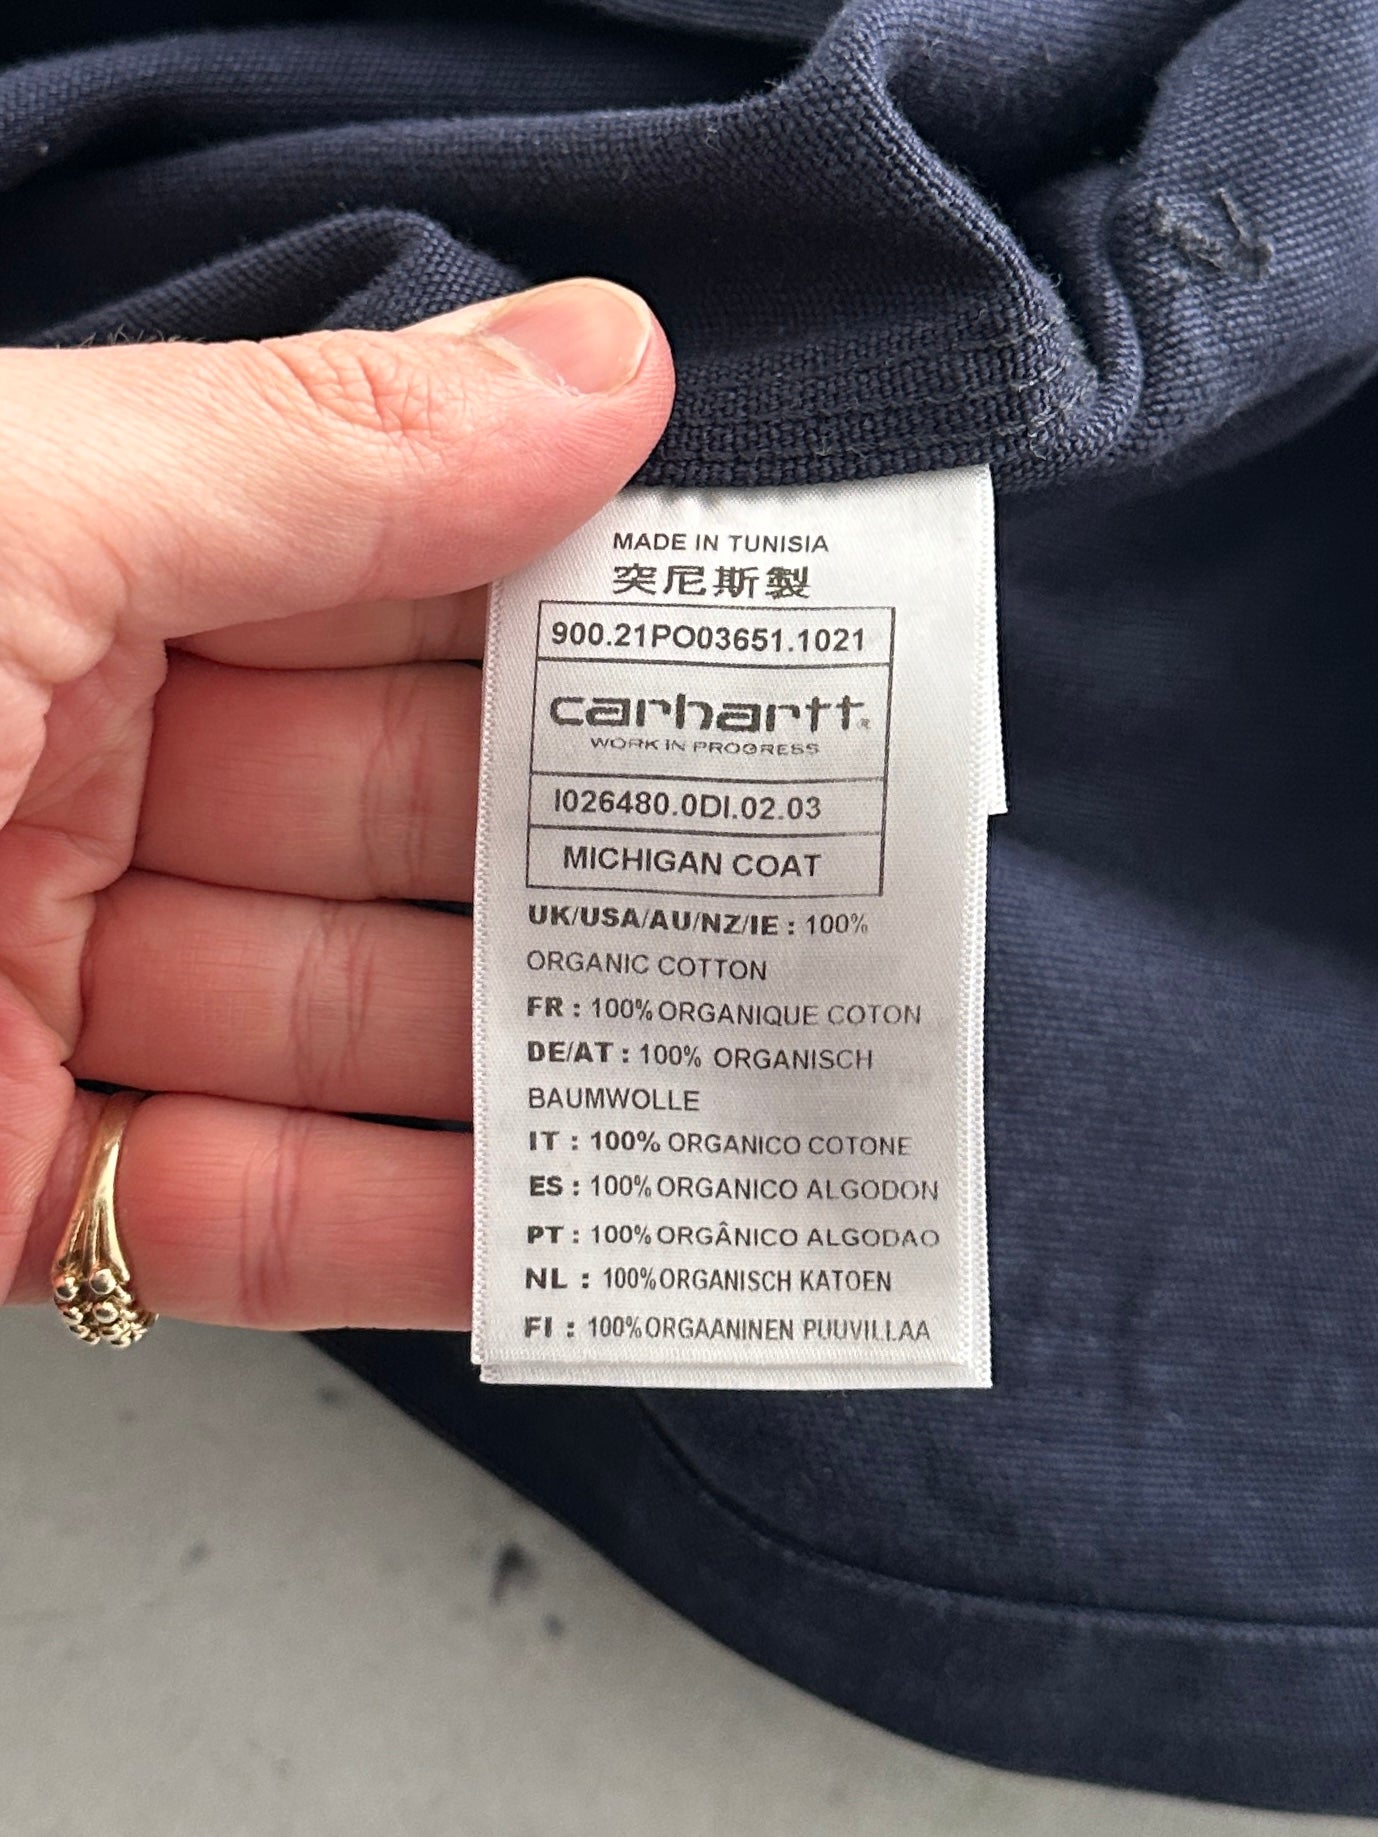 MADE IN TUNISIA
突尼斯製
900.21PO03651.1021
carhartt®
WORK IN PROGRESS
I026480.0DI.02.03
MICHIGAN COAT
UK/USA/AU/NZ/IE : 100%
ORGANIC COTTON
FR : 100% ORGANIQUE COTON
DE/AT : 100% ORGANISCH
BAUMWOLLE
IT : 100% ORGANICO COTONE
ES : 100% ORGANICO ALGODON
PT : 100% ORGÂNICO ALGODAO
NL : 100% ORGANISCH KATOEN
FI : 100% ORGAANINEN PUUVILLAA